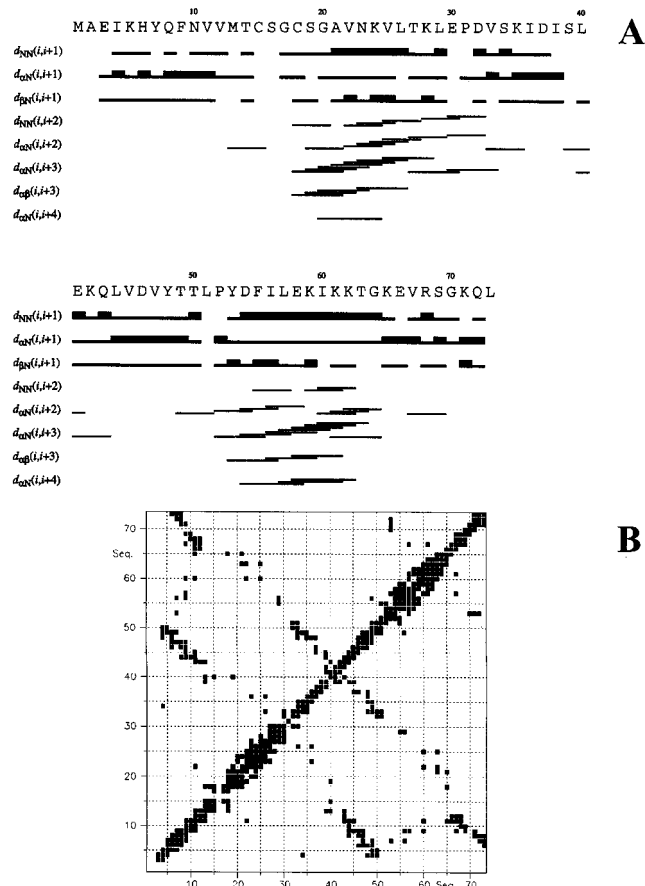 A
10 20 30 40
MAEIKHYQFNVVMTCSGCSGAVNKVLTKLEPDVSKIDISL
dNN(i,i+1)
dαN(i,i+1)
dβN(i,i+1)
dNN(i,i+2)
dαN(i,i+2)
dαN(i,i+3)
dαβ(i,i+3)
dαN(i,i+4)
50 60 70
EKQLVDVYTTLPYDFILEKIKKTGKEVRSGKQL
dNN(i,i+1)
dαN(i,i+1)
dβN(i,i+1)
dNN(i,i+2)
dαN(i,i+2)
dαN(i,i+3)
dαβ(i,i+3)
dαN(i,i+4)
B
70
Seq.
60
50
40
30
20
10
10 20 30 40 50 60 Seq.